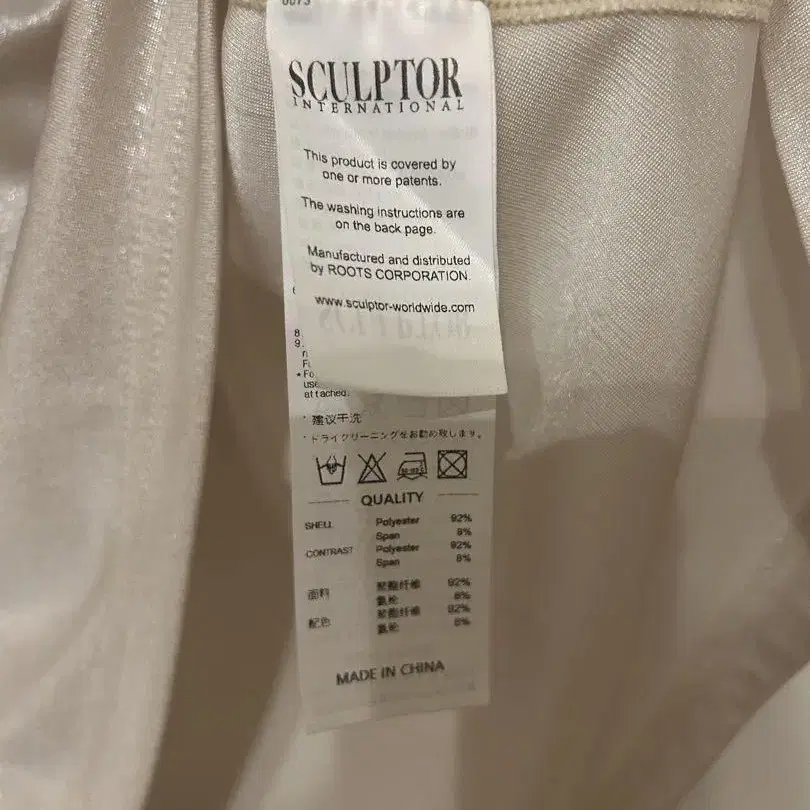 SCULPTOR
INTERNATIONAL
This product is covered by
one or more patents.
The washing instructions are
on the back page.
Manufactured and distributed
by ROOTS CORPORATION.
www.sculptor-worldwide.com
8.
9.
attached.
・建议干洗
・ドライクリーニングをお勧め致します。
QUALITY
SHELL Polyester 92%
Span 8%
CONTRAST Polyester 92%
Span 8%
面料 聚酯纤维 92%
氨纶 8%
配色 聚酯纤维 92%
氨纶 8%
MADE IN CHINA